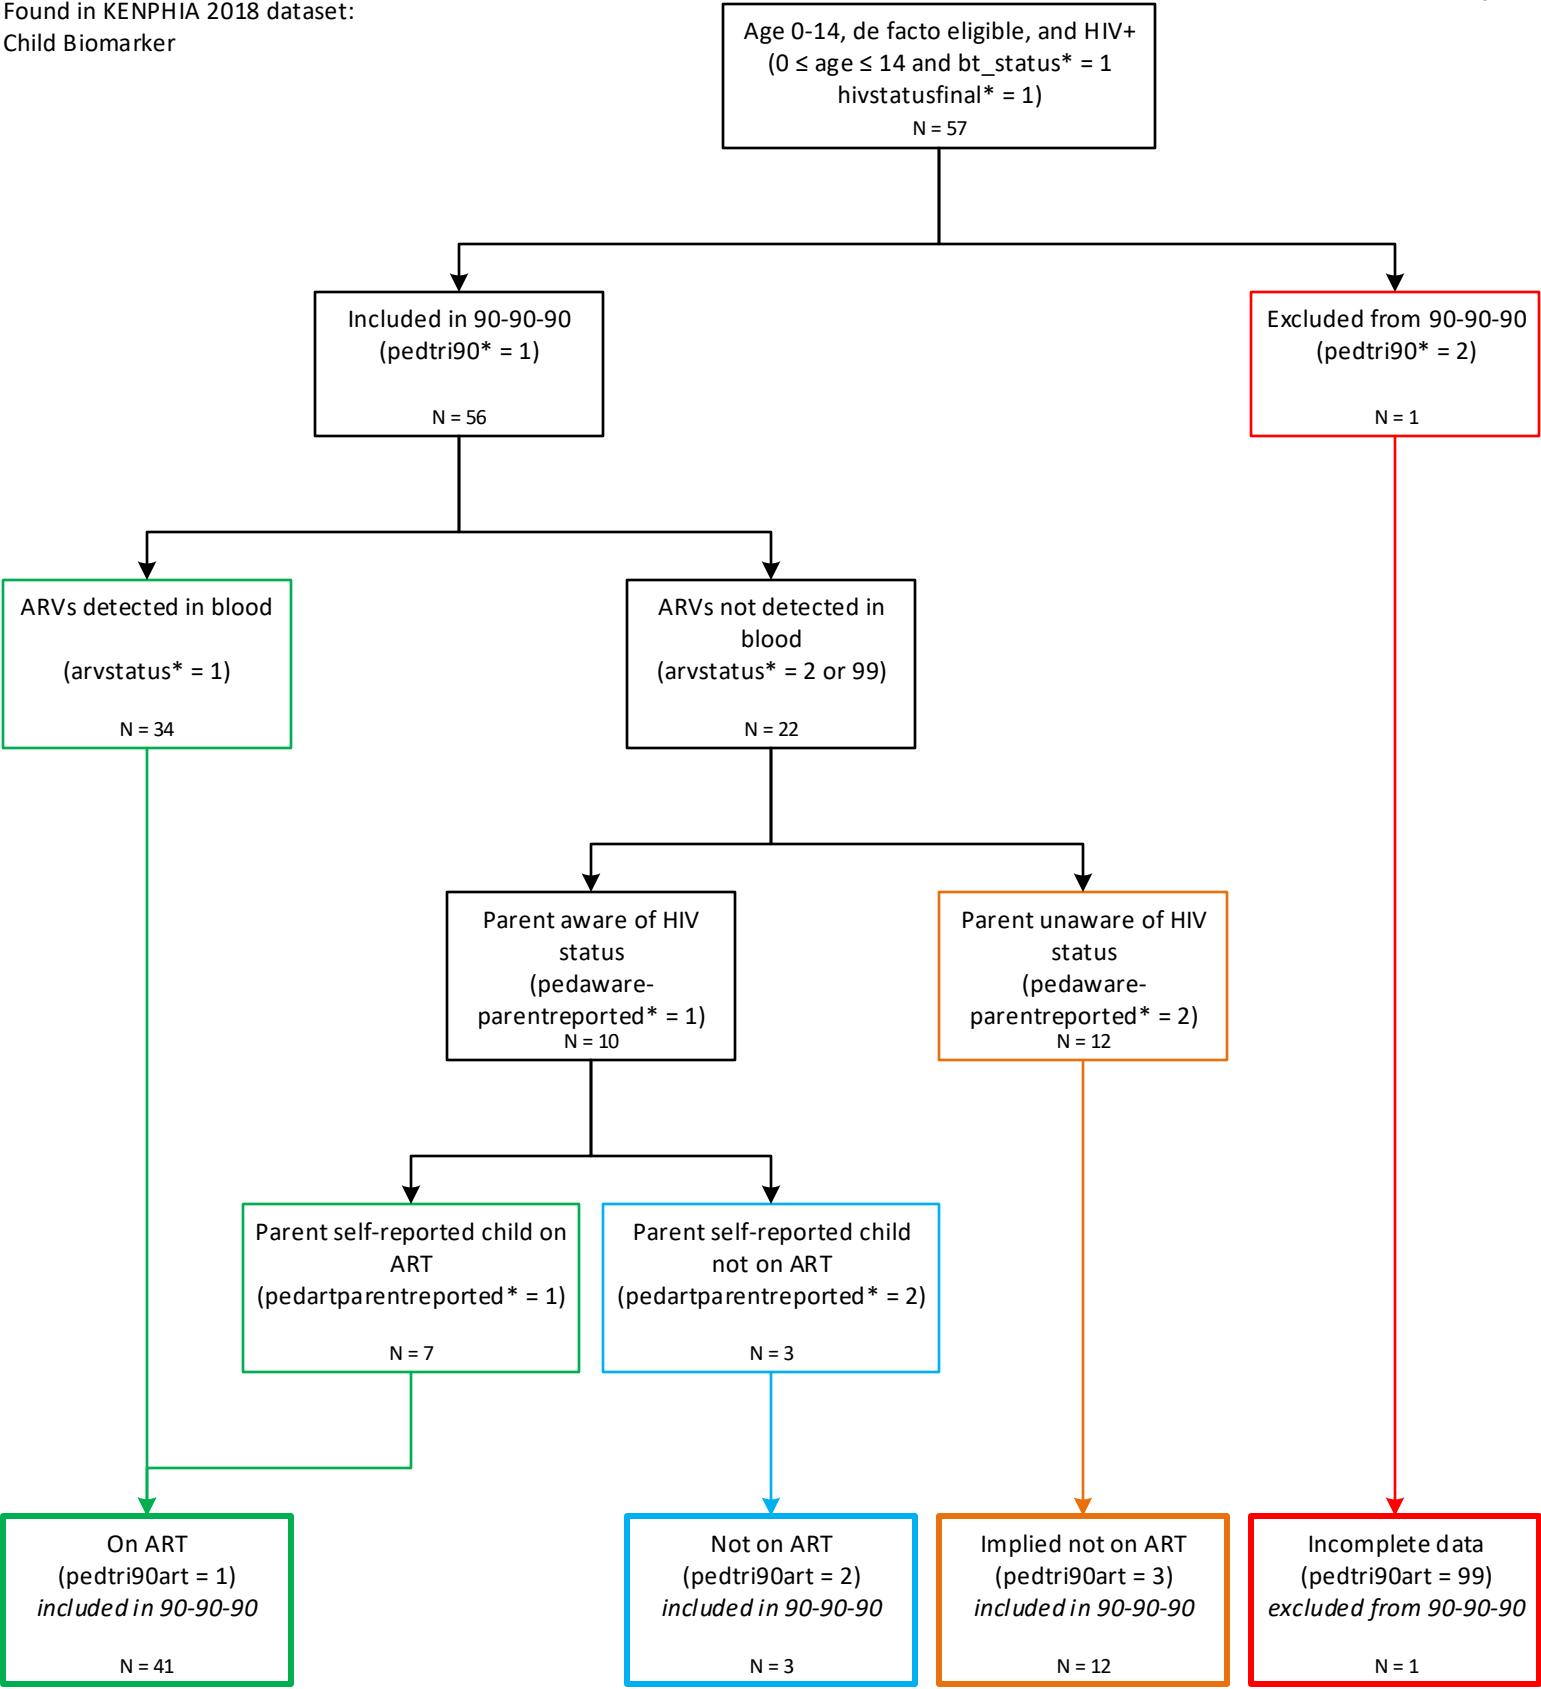 Found in KENPHIA 2018 dataset:
Child Biomarker
Age 0-14, de facto eligible, and HIV+
(0 ≤ age ≤ 14 and bt_status* = 1
hivstatusfinal* = 1)
N = 57
Included in 90-90-90
(pedtri90* = 1)
N = 56
Excluded from 90-90-90
(pedtri90* = 2)
N = 1
ARVs detected in blood
(arvstatus* = 1)
N = 34
ARVs not detected in
blood
(arvstatus* = 2 or 99)
N = 22
Parent aware of HIV
status
(pedaware-
parentreported* = 1)
N = 10
Parent unaware of HIV
status
(pedaware-
parentreported* = 2)
N = 12
Parent self-reported child on
ART
(pedartparentreported* = 1)
N = 7
Parent self-reported child
not on ART
(pedartparentreported* = 2)
N = 3
On ART
(pedtri90art = 1)
included in 90-90-90
N = 41
Not on ART
(pedtri90art = 2)
included in 90-90-90
N = 3
Implied not on ART
(pedtri90art = 3)
included in 90-90-90
N = 12
Incomplete data
(pedtri90art = 99)
excluded from 90-90-90
N = 1